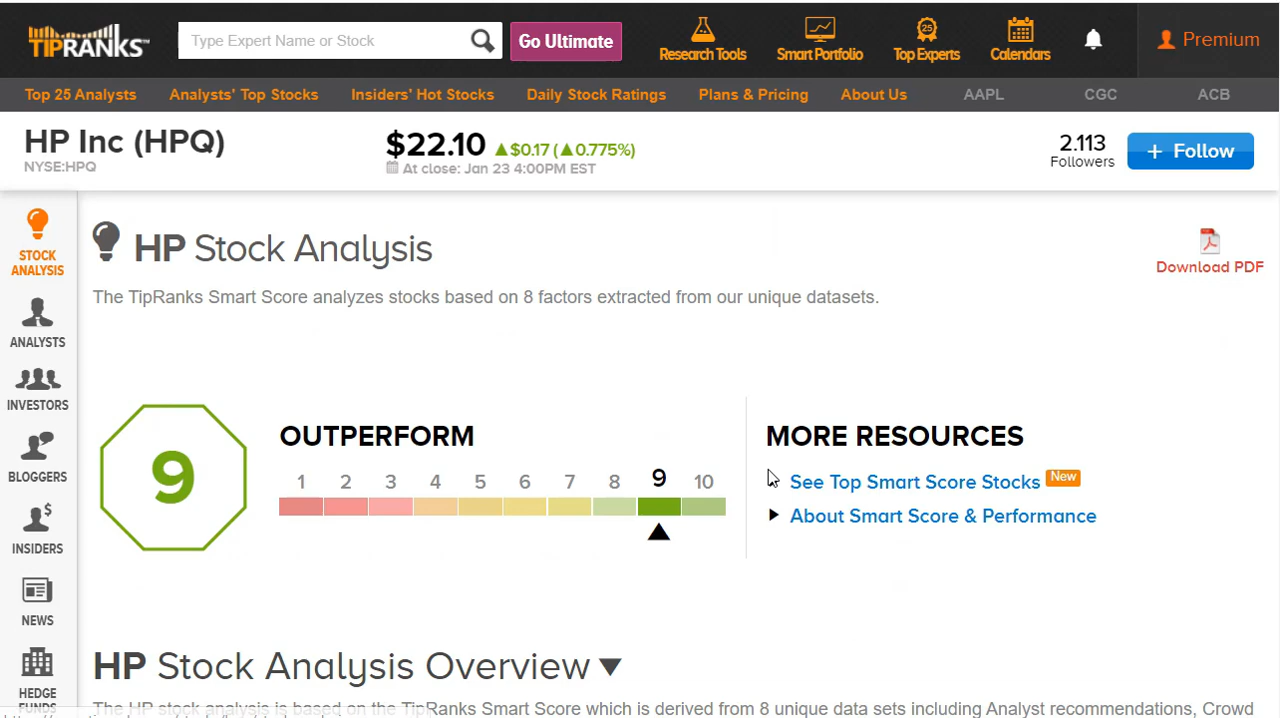 TIPRANKS
Type Expert Name or Stock
Go Ultimate
Research Tools
Smart Portfolio
25
Top Experts
Calendars
Premium
Top 25 Analysts
Analysts' Top Stocks
Insiders' Hot Stocks
Daily Stock Ratings
Plans & Pricing
About Us
AAPL
CGC
ACB
HP Inc (HPQ)
NYSE:HPQ
$22.10 ▲$0.17 (▲0.775%)
At close: Jan 23 4:00PM EST
2.113
Followers
+ Follow
STOCK
ANALYSIS
ANALYSTS
INVESTORS
BLOGGERS
$
INSIDERS
NEWS
HEDGE
FUNDS
HP Stock Analysis
Download PDF
The TipRanks Smart Score analyzes stocks based on 8 factors extracted from our unique datasets.
9
OUTPERFORM
1 2 3 4 5 6 7 8 9 10
MORE RESOURCES
See Top Smart Score Stocks New
About Smart Score & Performance
HP Stock Analysis Overview ▼
The HP stock analysis is based on the TipRanks Smart Score which is derived from 8 unique data sets including Analyst recommendations, Crowd